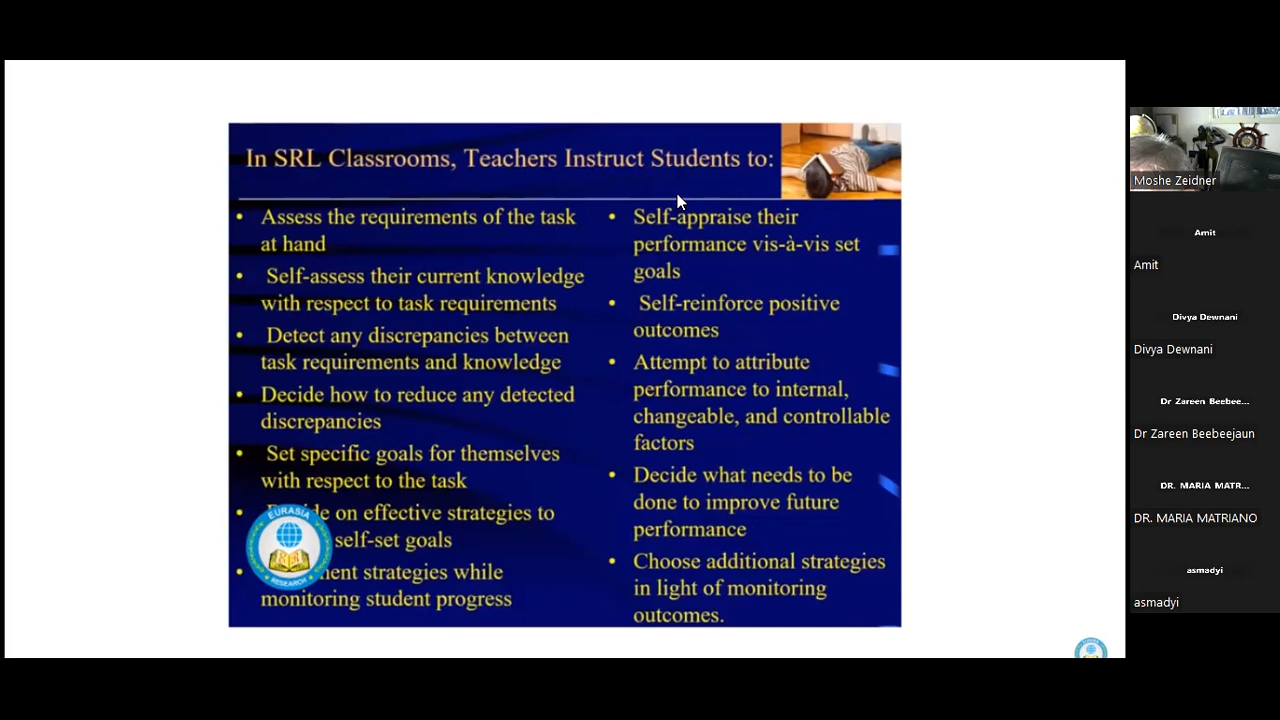 In SRL Classrooms, Teachers Instruct Students to:
• Assess the requirements of the task
at hand
• Self-assess their current knowledge
with respect to task requirements
• Detect any discrepancies between
task requirements and knowledge
• Decide how to reduce any detected
discrepancies
• Set specific goals for themselves
with respect to the task
• on effective strategies to
self-set goals
• strategies while
monitoring student progress
• Self-appraise their
performance vis-à-vis set
goals
• Self-reinforce positive
outcomes
• Attempt to attribute
performance to internal,
changeable, and controllable
factors
• Decide what needs to be
done to improve future
performance
• Choose additional strategies
in light of monitoring
outcomes.
EURASIA
RESEARCH
Moshe Zeidner
Amit
Amit
Divya Dewnani
Divya Dewnani
Dr Zareen Beebee...
Dr Zareen Beebeejaun
DR. MARIA MATR...
DR. MARIA MATRIANO
asmadyi
asmadyi